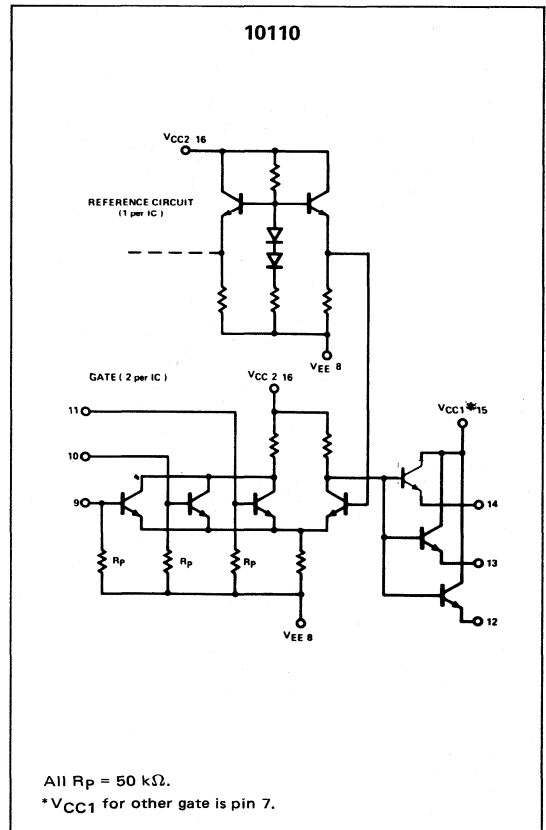 10110
VCC2 16
REFERENCE CIRCUIT
(1 per IC)
VEE 8
GATE ( 2 per IC )
VCC 2 16
VCC1 * 15
11
10
9
14
13
12
RP
RP
RP
VEE 8
All Rp = 50 kΩ.
*VCC1 for other gate is pin 7.